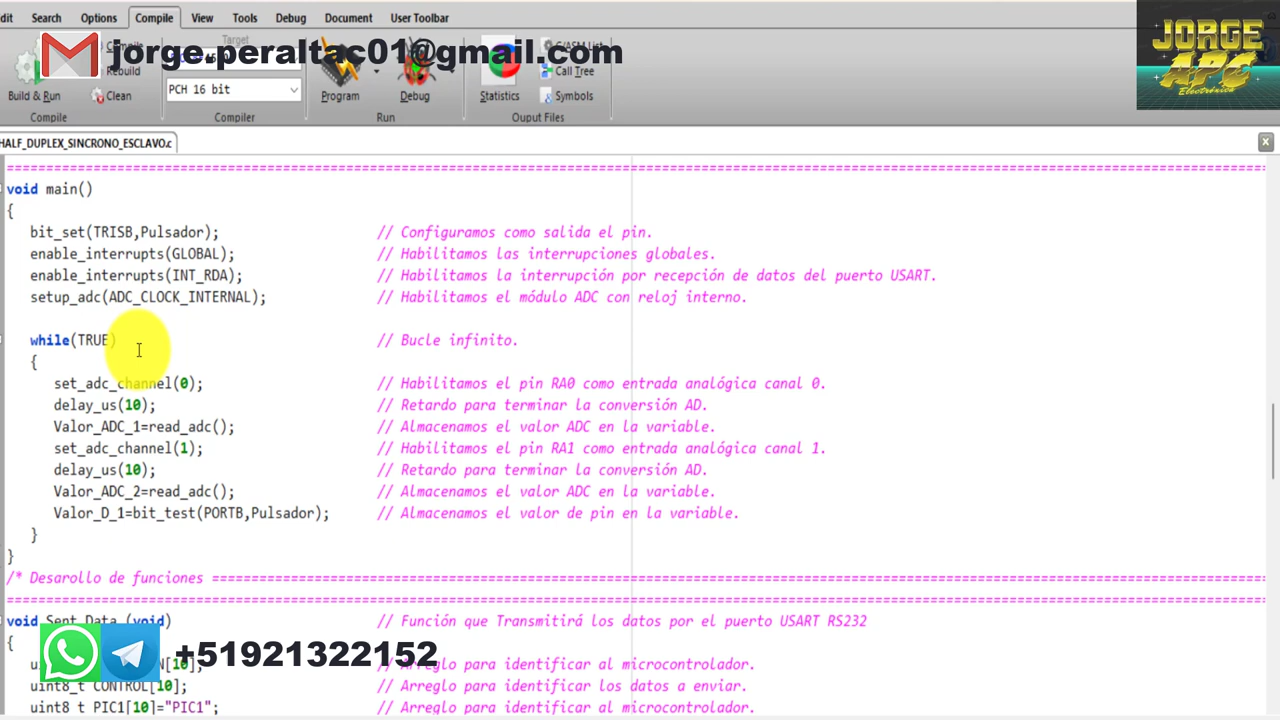 dit Search Options Compile View Tools Debug Document User Toolbar
JORGE
APC
Electrónica
jorge.peraltac01@gmail.com
Target
Rebuild
Build & Run
Clean
PCH 16 bit
Program
Debug
Statistics
C/ASM List
Call Tree
Symbols
Compile
Compiler
Run
Ouput Files
HALF_DUPLEX_SINCRONO_ESCLAVO.c
void main()
{
bit_set(TRISB,Pulsador); // Configuramos como salida el pin.
enable_interrupts(GLOBAL); // Habilitamos las interrupciones globales.
enable_interrupts(INT_RDA); // Habilitamos la interrupción por recepción de datos del puerto USART.
setup_adc(ADC_CLOCK_INTERNAL); // Habilitamos el módulo ADC con reloj interno.
while(TRUE) // Bucle infinito.
{
set_adc_channel(0); // Habilitamos el pin RA0 como entrada analógica canal 0.
delay_us(10); // Retardo para terminar la conversión AD.
Valor_ADC_1=read_adc(); // Almacenamos el valor ADC en la variable.
set_adc_channel(1); // Habilitamos el pin RA1 como entrada analógica canal 1.
delay_us(10); // Retardo para terminar la conversión AD.
Valor_ADC_2=read_adc(); // Almacenamos el valor ADC en la variable.
Valor_D_1=bit_test(PORTB,Pulsador); // Almacenamos el valor de pin en la variable.
}
}
/* Desarollo de funciones
void Sent_Data (void) // Función que Transmitirá los datos por el puerto USART RS232
{
N[10]; // Arreglo para identificar al microcontrolador.
uint8_t CONTROL[10]; // Arreglo para identificar los datos a enviar.
uint8_t PIC1[10]="PIC1"; // Arreglo para identificar al microcontrolador.
+51921322152